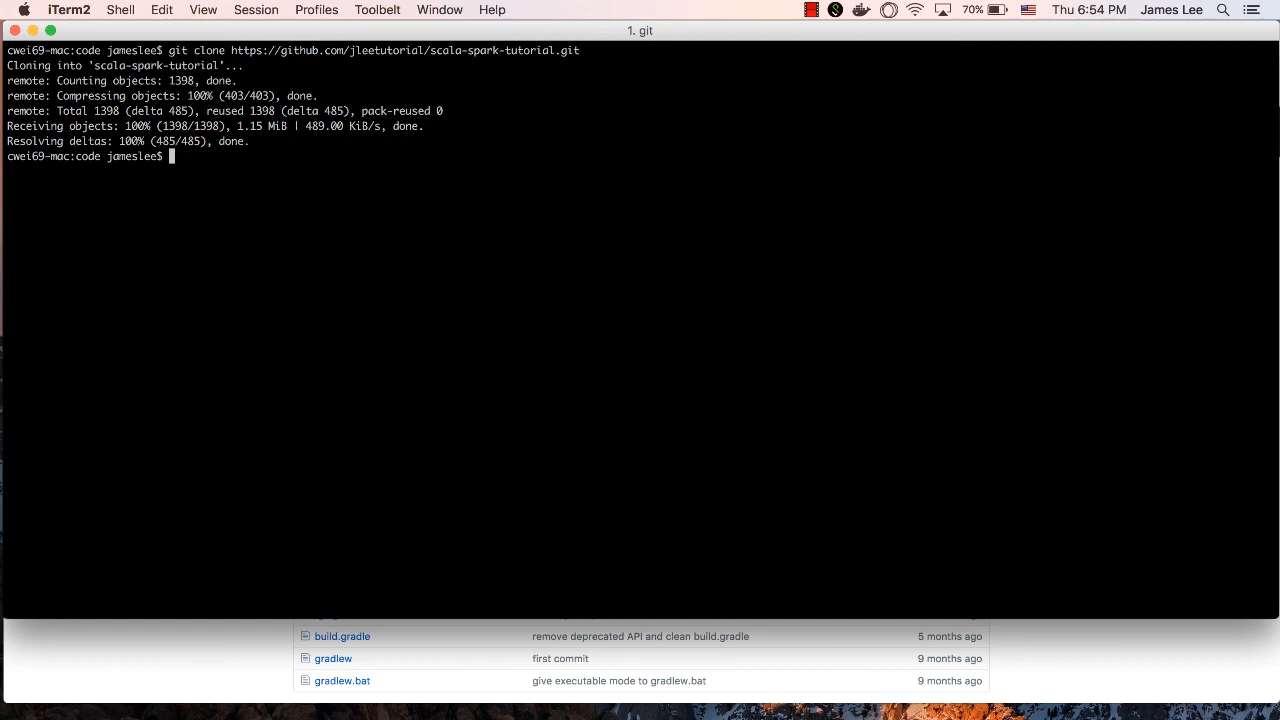 iTerm2 Shell Edit View Session Profiles Toolbelt Window Help 70% Thu 6:54 PM James Lee
1. git
cwei69-mac:code jameslee$ git clone https://github.com/jleetutorial/scala-spark-tutorial.git
Cloning into 'scala-spark-tutorial'...
remote: Counting objects: 1398, done.
remote: Compressing objects: 100% (403/403), done.
remote: Total 1398 (delta 485), reused 1398 (delta 485), pack-reused 0
Receiving objects: 100% (1398/1398), 1.15 MiB | 489.00 KiB/s, done.
Resolving deltas: 100% (485/485), done.
cwei69-mac:code jameslee$
build.gradle remove deprecated API and clean build.gradle 5 months ago
gradlew first commit 9 months ago
gradlew.bat give executable mode to gradlew.bat 9 months ago